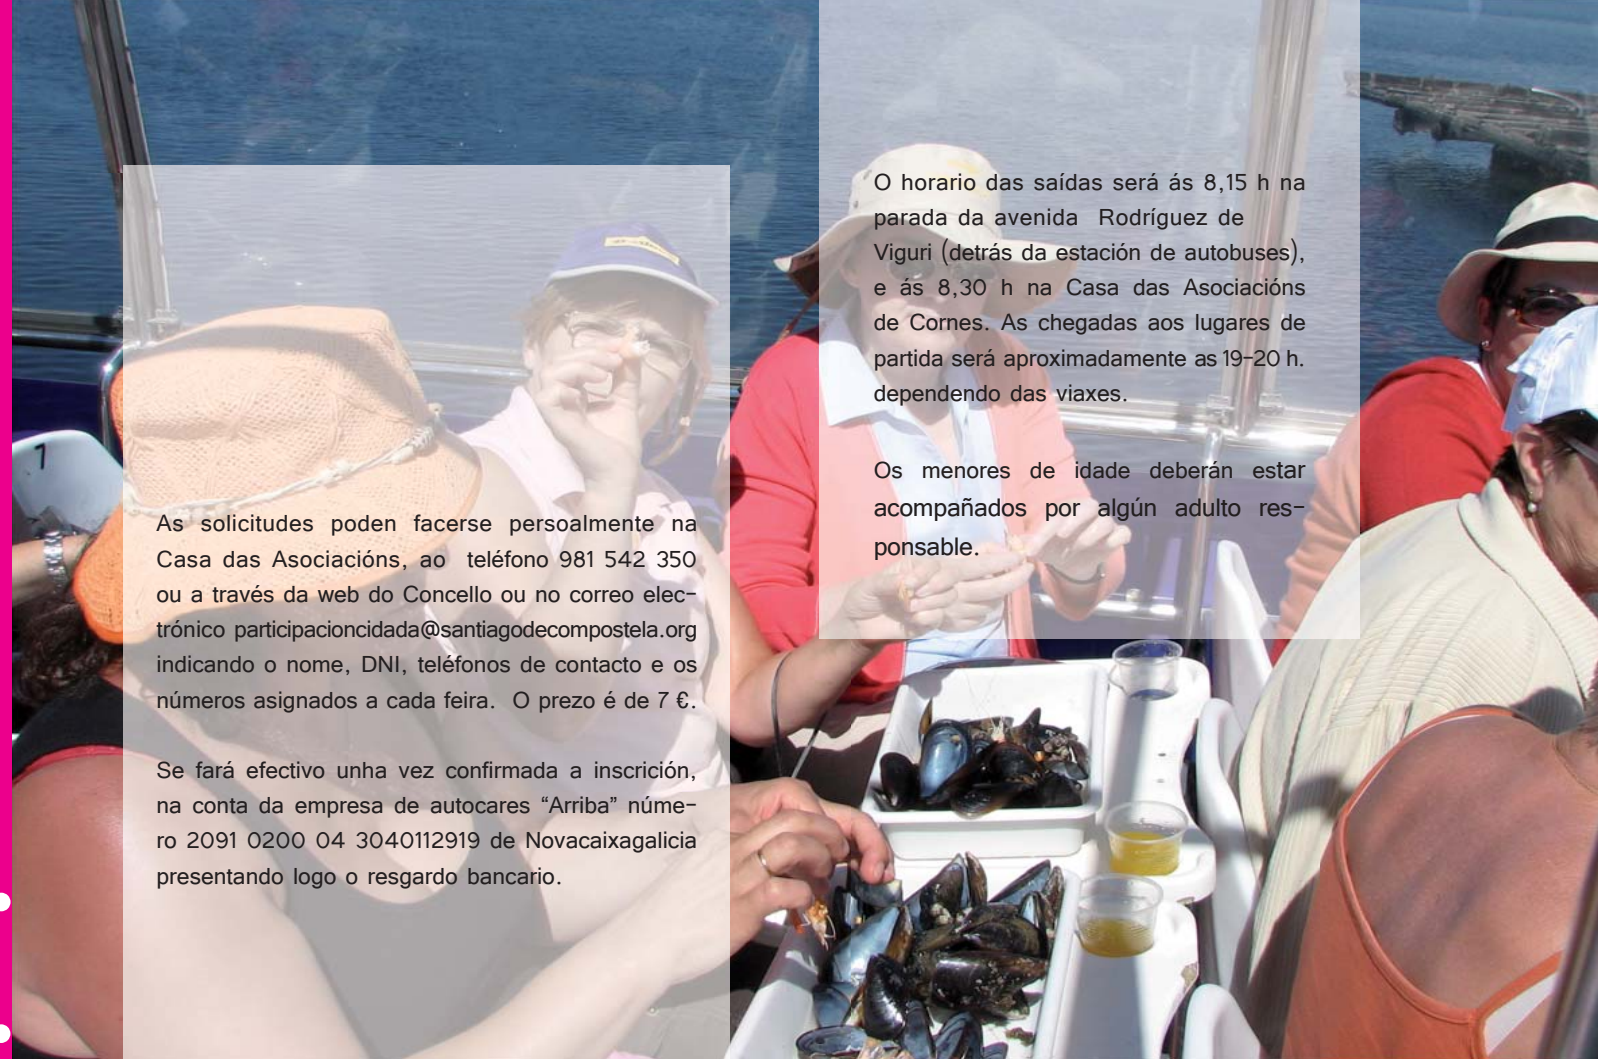 As solicitudes poden facerse persoalmente na
Casa das Asociacións, ao teléfono 981 542 350
ou a través da web do Concello ou no correo elec-
trónico participacioncidada@santiagodecompostela.org
indicando o nome, DNI, teléfonos de contacto e os
números asignados a cada feira. O prezo é de 7 €.
Se fará efectivo unha vez confirmada a inscrición,
na conta da empresa de autocares “Arriba” núme-
ro 2091 0200 04 3040112919 de Novacaixagalicia
presentando logo o resgardo bancario.
O horario das saídas será ás 8,15 h na
parada da avenida Rodríguez de
Viguri (detrás da estación de autobuses),
e ás 8,30 h na Casa das Asociacións
de Cornes. As chegadas aos lugares de
partida será aproximadamente as 19-20 h.
dependendo das viaxes.
Os menores de idade deberán estar
acompañados por algún adulto res-
ponsable.
7